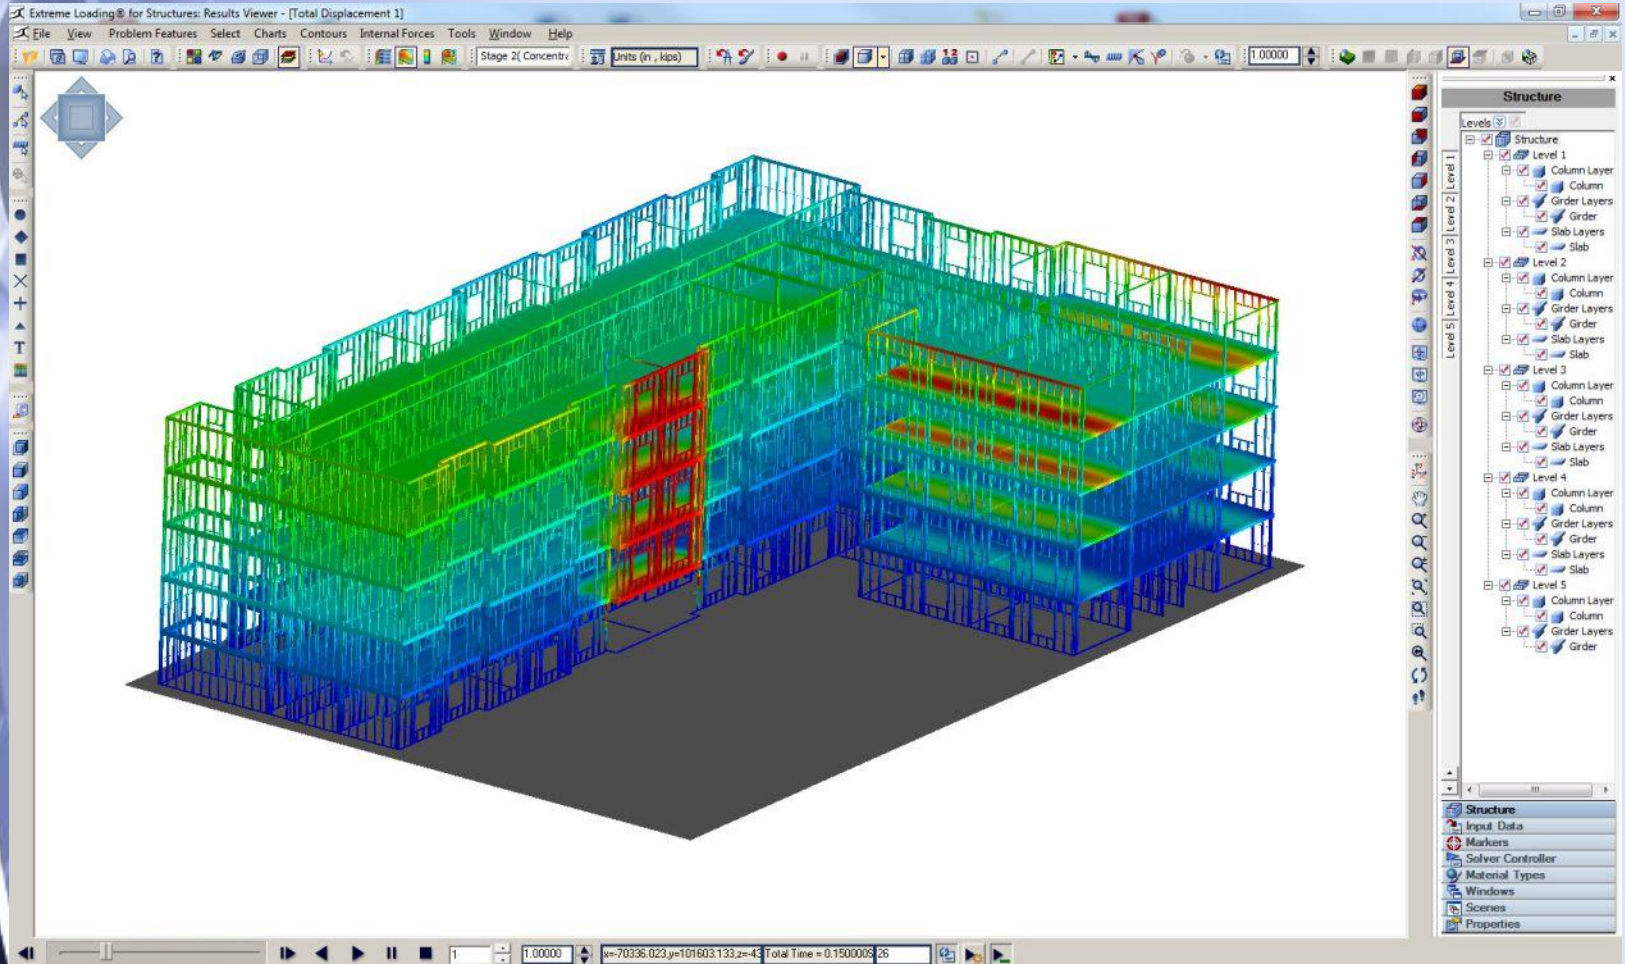 Extreme Loading® for Structures: Results Viewer - [Total Displacement 1]
File View Problem Features Select Charts Contours Internal Forces Tools Window Help
Stage 2( Concentra Units (in , kips) 1.00000
Structure
Levels
Structure
Level 1
Column Layer
Column
Girder Layers
Girder
Slab Layers
Slab
Level 2
Column Layer
Column
Girder Layers
Girder
Slab Layers
Slab
Level 3
Column Layer
Column
Girder Layers
Girder
Slab Layers
Slab
Level 4
Column Layer
Column
Girder Layers
Girder
Slab Layers
Slab
Level 5
Column Layer
Column
Girder Layers
Girder
Level 1
Level 2
Level 3
Level 4
Level 5
Structure
Input Data
Markers
Solver Controller
Material Types
Windows
Scenes
Properties
1 1.00000 x=-70336.023,y=101603.133,z=-43 Total Time = 0.150000S 26